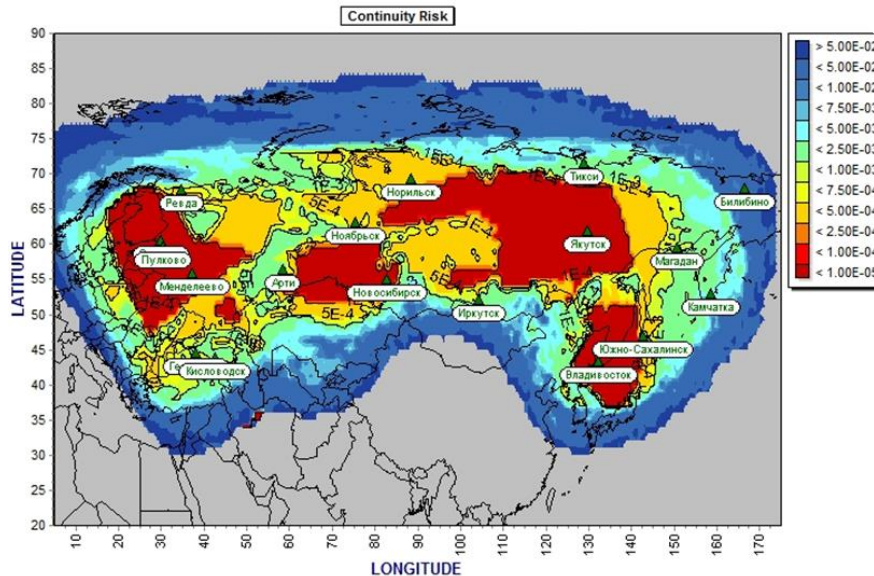 Continuity Risk
90
85
80
75
70
65
60
55
50
45
40
35
30
25
20
LATITUDE
> 5.00E-02
< 5.00E-02
< 1.00E-02
< 7.50E-03
< 5.00E-03
< 2.50E-03
< 1.00E-03
< 7.50E-04
< 5.00E-04
< 2.50E-04
< 1.00E-04
< 1.00E-05
Ревда
Норильск
Тикси
Билибино
Ноябрьск
Пулково
Якутск
Менделеево
Арти
Новосибирск
Магадан
Иркутск
Камчатка
Южно-Сахалинск
Кисловодск
Владивосток
5E-4
5E-4
5E-4
10 20 30 40 50 60 70 80 90 100 110 120 130 140 150 160 170
LONGITUDE